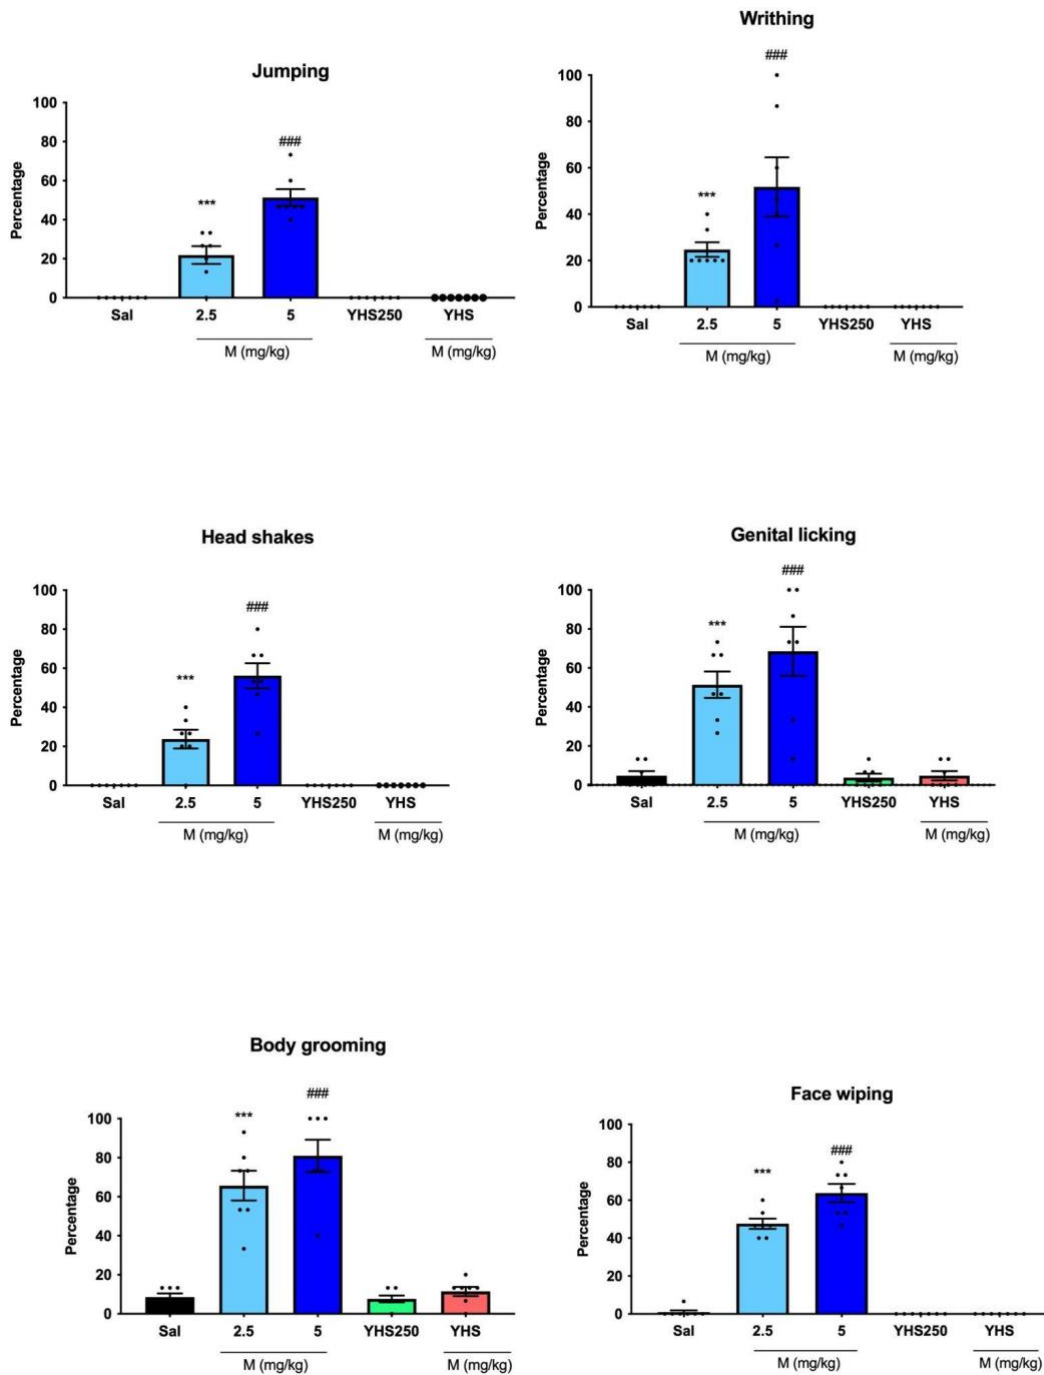 Jumping
Percentage
100
80
60
40
20
0
***
###
Sal 2.5 5 YHS250 YHS
M (mg/kg) M (mg/kg)
Writhing
Percentage
100
80
60
40
20
0
***
###
Sal 2.5 5 YHS250 YHS
M (mg/kg) M (mg/kg)
Head shakes
Percentage
100
80
60
40
20
0
***
###
Sal 2.5 5 YHS250 YHS
M (mg/kg) M (mg/kg)
Genital licking
Percentage
100
80
60
40
20
0
***
###
Sal 2.5 5 YHS250 YHS
M (mg/kg) M (mg/kg)
Body grooming
Percentage
100
80
60
40
20
0
***
###
Sal 2.5 5 YHS250 YHS
M (mg/kg) M (mg/kg)
Face wiping
Percentage
100
80
60
40
20
0
***
###
Sal 2.5 5 YHS250 YHS
M (mg/kg) M (mg/kg)